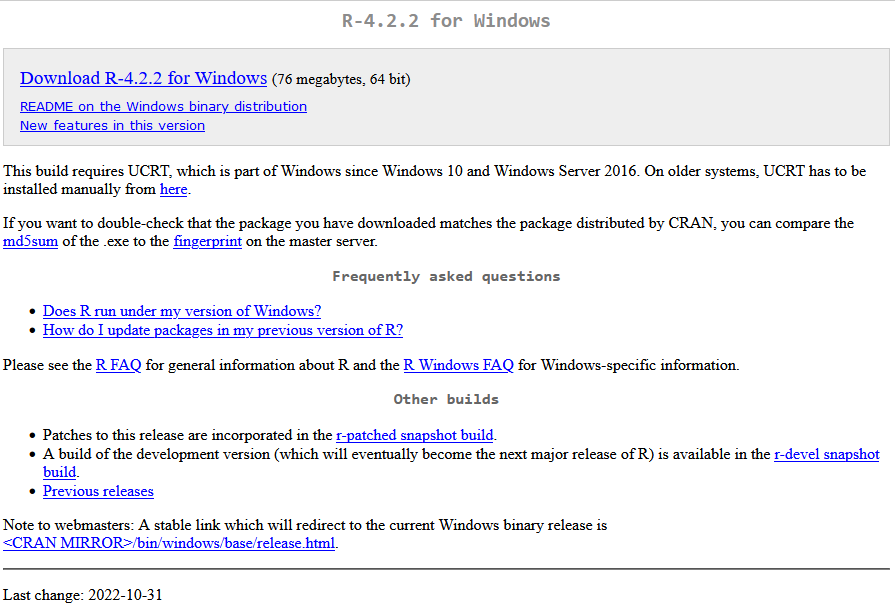 R-4.2.2 for Windows
Download R-4.2.2 for Windows (76 megabytes, 64 bit)
README on the Windows binary distribution
New features in this version
This build requires UCRT, which is part of Windows since Windows 10 and Windows Server 2016. On older systems, UCRT has to be
installed manually from here.
If you want to double-check that the package you have downloaded matches the package distributed by CRAN, you can compare the
md5sum of the .exe to the fingerprint on the master server.
Frequently asked questions
• Does R run under my version of Windows?
• How do I update packages in my previous version of R?
Please see the R FAQ for general information about R and the R Windows FAQ for Windows-specific information.
Other builds
• Patches to this release are incorporated in the r-patched snapshot build.
• A build of the development version (which will eventually become the next major release of R) is available in the r-devel snapshot
build.
• Previous releases
Note to webmasters: A stable link which will redirect to the current Windows binary release is
<CRAN MIRROR>/bin/windows/base/release.html.
Last change: 2022-10-31